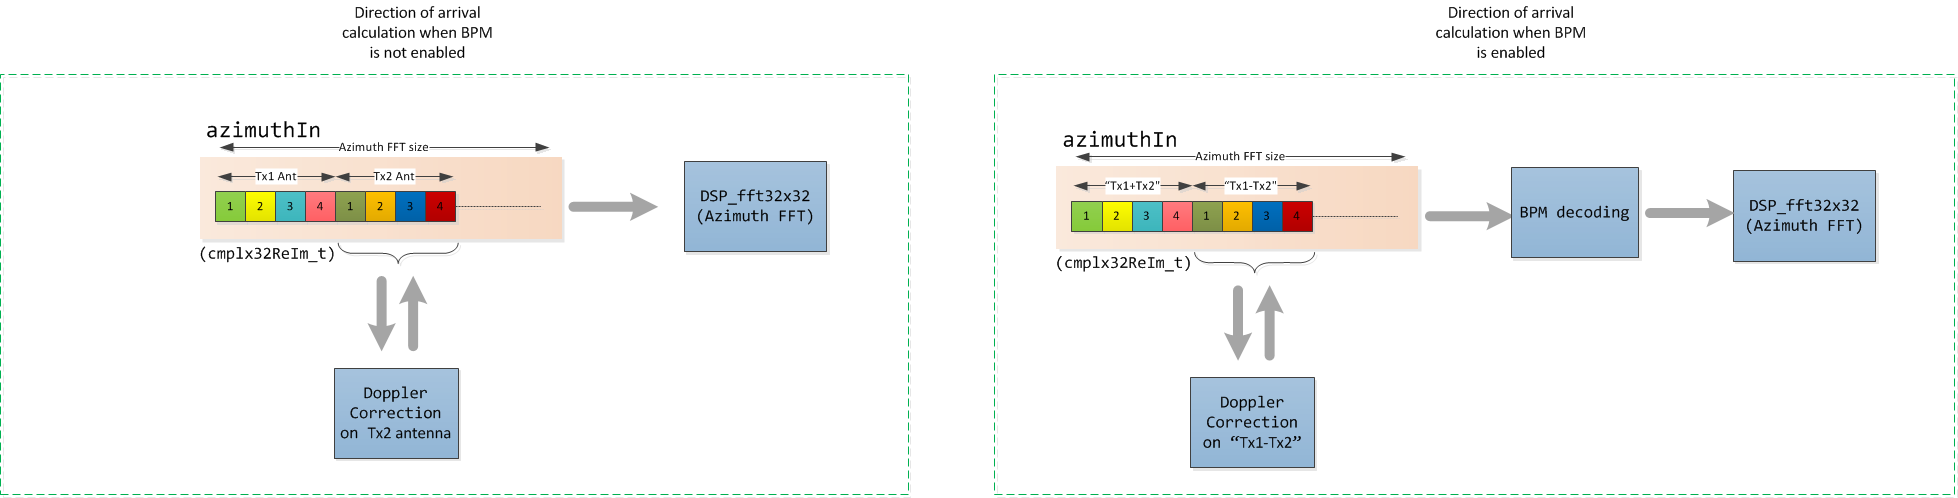 Direction of arrival
calculation when BPM
is not enabled
azimuthIn
Azimuth FFT size
Tx1 Ant
Tx2 Ant
1 2 3 4 1 2 3 4
(cmplx32ReIm_t)
DSP_fft32x32
(Azimuth FFT)
Doppler
Correction
on Tx2 antenna
Direction of arrival
calculation when BPM
is enabled
azimuthIn
Azimuth FFT size
“Tx1+Tx2”
“Tx1-Tx2”
1 2 3 4 1 2 3 4
(cmplx32ReIm_t)
BPM decoding
DSP_fft32x32
(Azimuth FFT)
Doppler
Correction
on “Tx1-Tx2”